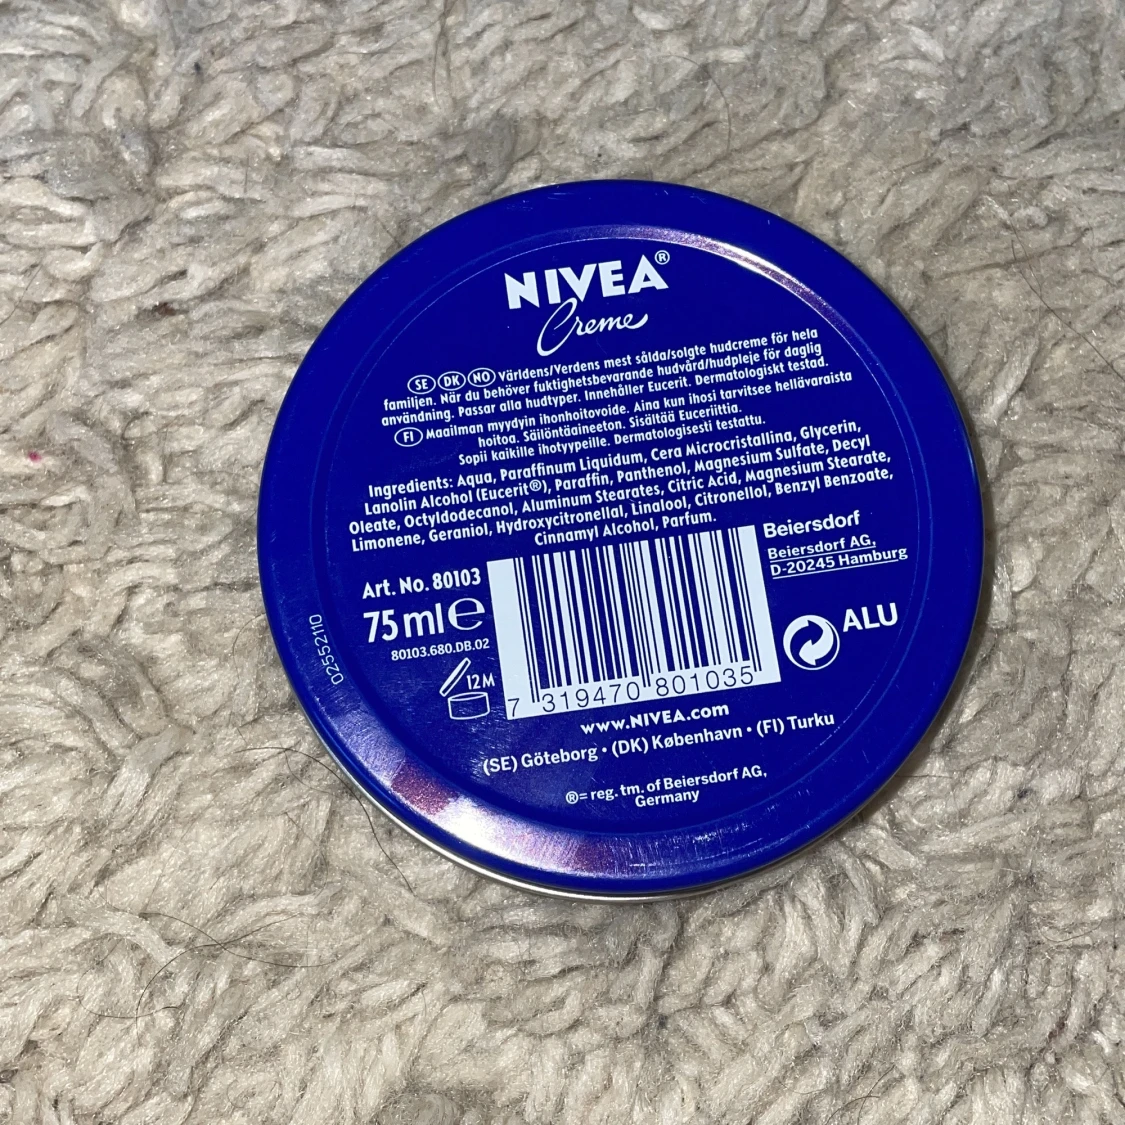 NIVEA®
Creme
SE DK NO Världens/Verdens mest sålda/solgte hudcreme för hela
familjen. När du behöver fuktighetsbevarande hudvård/hudpleje för daglig
användning. Passar alla hudtyper. Innehåller Eucerit. Dermatologiskt testad.
FI Maailman myydyin ihonhoitovoide. Aina kun ihosi tarvitsee hellävaraista
hoitoa. Säilöntäaineeton. Sisältää Euceriittia.
Sopii kaikille ihotyypeille. Dermatologisesti testattu.
Ingredients: Aqua, Paraffinum Liquidum, Cera Microcristallina, Glycerin,
Lanolin Alcohol (Eucerit®), Paraffin, Panthenol, Magnesium Sulfate, Decyl
Oleate, Octyldodecanol, Aluminum Stearates, Citric Acid, Magnesium Stearate,
Limonene, Geraniol, Hydroxycitronellal, Linalool, Citronellol, Benzyl Benzoate,
Cinnamyl Alcohol, Parfum.
Beiersdorf
Beiersdorf AG,
D-20245 Hamburg
Art. No. 80103
75 ml e
80103.680.DB.02
12M
ALU
02552110
7 319470 801035
www.NIVEA.com
(SE) Göteborg • (DK) København • (FI) Turku
®= reg. tm. of Beiersdorf AG,
Germany